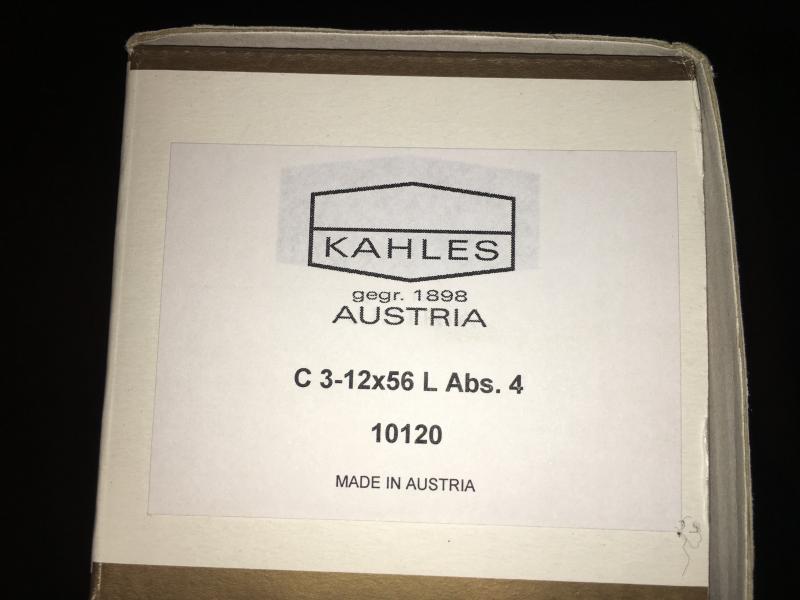 KAHLES
gegr. 1898
AUSTRIA
C 3-12x56 L Abs. 4
10120
MADE IN AUSTRIA